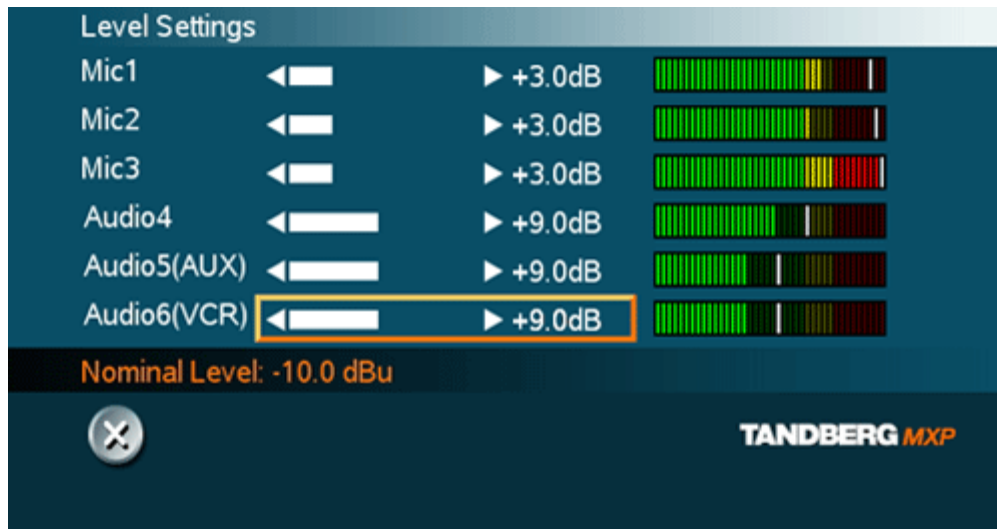 Level Settings
Mic1 +3.0dB
Mic2 +3.0dB
Mic3 +3.0dB
Audio4 +9.0dB
Audio5(AUX) +9.0dB
Audio6(VCR) +9.0dB
Nominal Level: -10.0 dBu
TANDBERG MXP